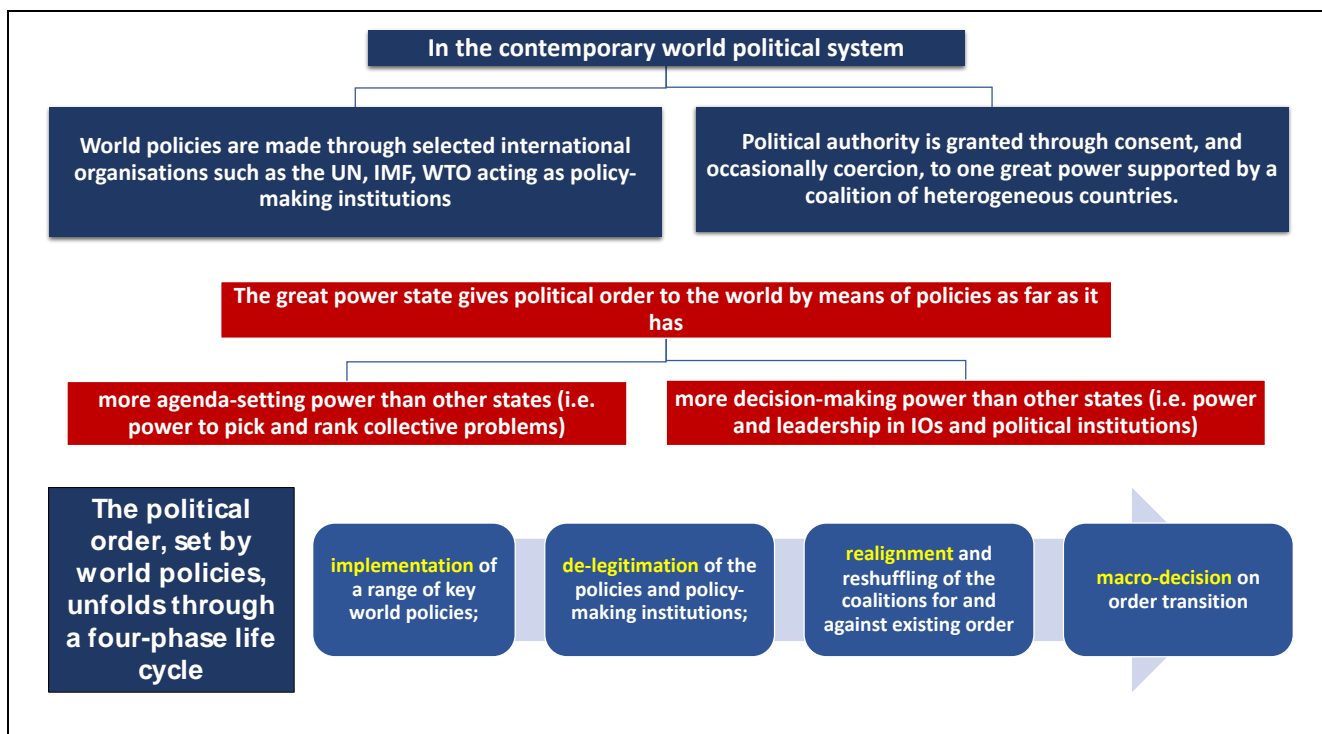 In the contemporary world political system
World policies are made through selected international
organisations such as the UN, IMF, WTO acting as policy-
making institutions
Political authority is granted through consent, and
occasionally coercion, to one great power supported by a
coalition of heterogeneous countries.
The great power state gives political order to the world by means of policies as far as it
has
more agenda-setting power than other states (i.e.
power to pick and rank collective problems)
more decision-making power than other states (i.e. power
and leadership in IOs and political institutions)
The political
order, set by
world policies,
unfolds through
a four-phase life
cycle
implementation of
a range of key
world policies;
de-legitimation of the
policies and policy-
making institutions;
realignment and
reshuffling of the
coalitions for and
against existing order
macro-decision on
order transition